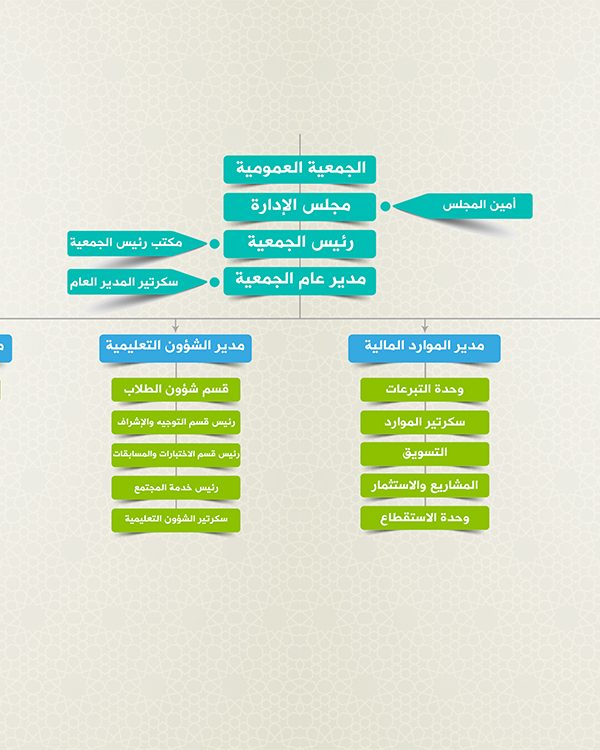 الجمعية العمومية
مجلس الإدارة
أمين المجلس
رئيس الجمعية
مكتب رئيس الجمعية
مدير عام الجمعية
سكرتير المدير العام
مدير الموارد المالية
وحدة التبرعات
سكرتير الموارد
التسويق
المشاريع والاستثمار
وحدة الاستقطاع
مدير الشؤون التعليمية
قسم شؤون الطلاب
رئيس قسم التوجيه والإشراف
رئيس قسم الاختبارات والمسابقات
رئيس خدمة المجتمع
سكرتير الشؤون التعليمية